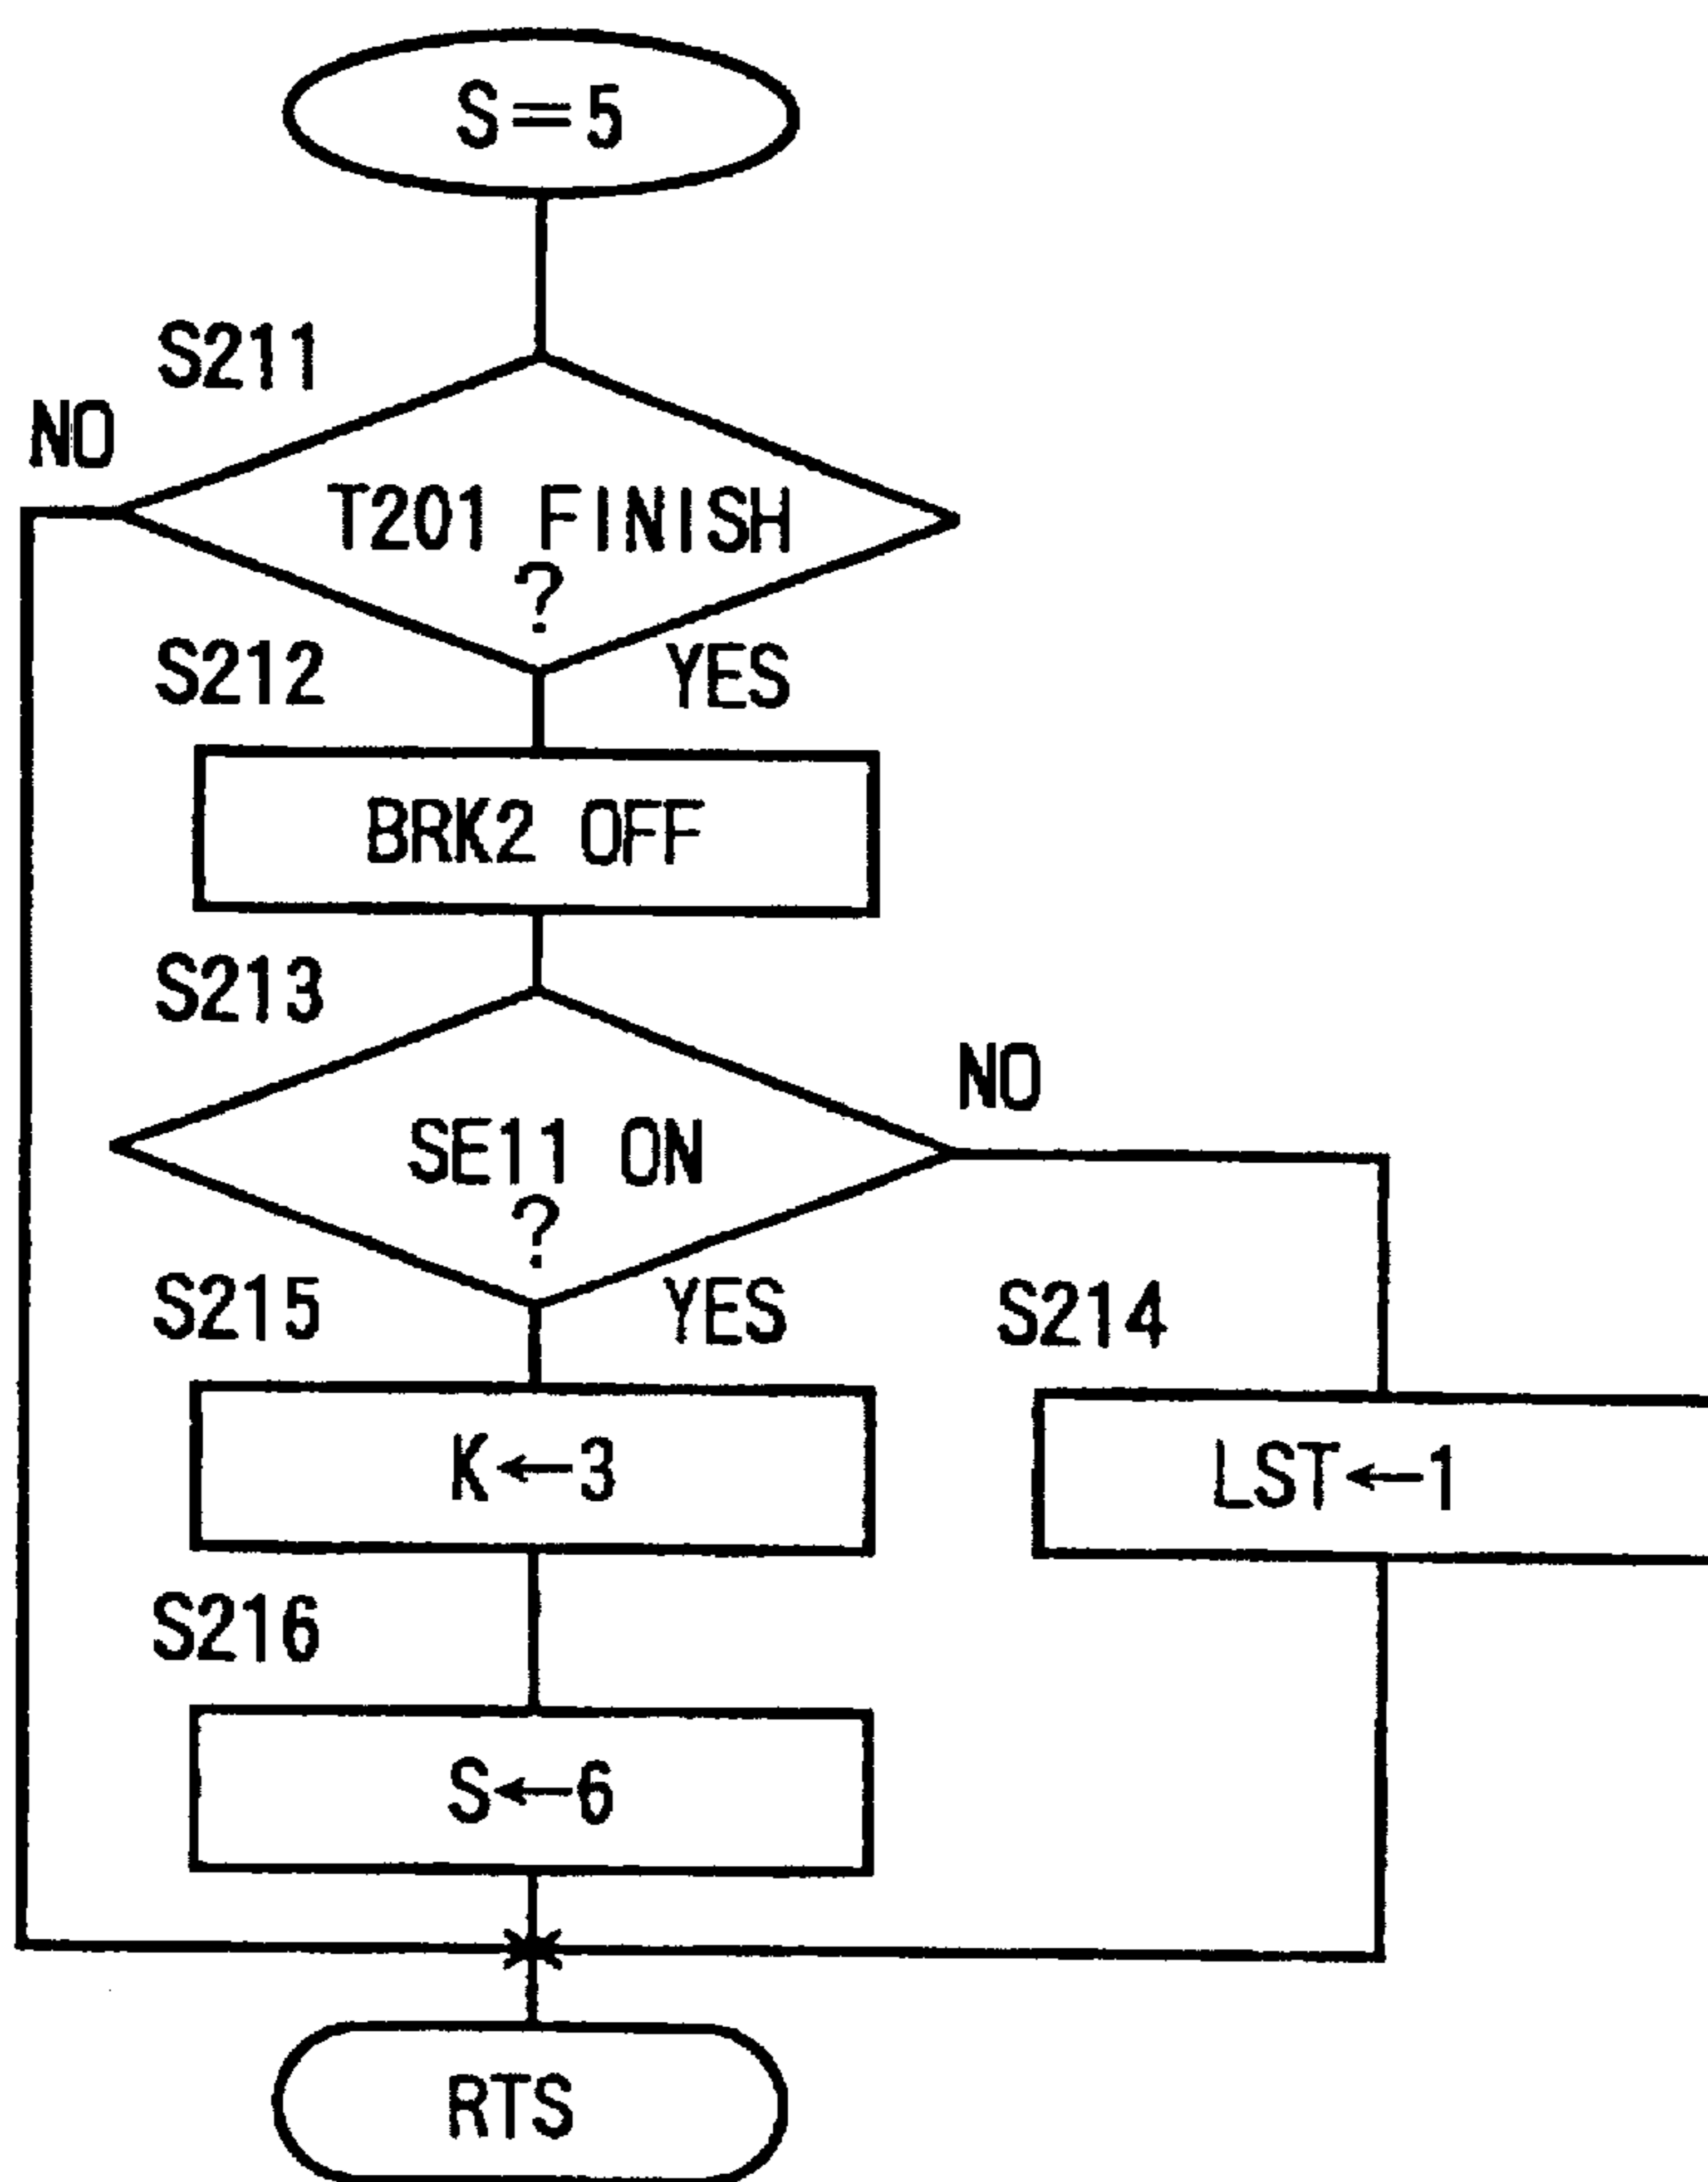 S=5
S211
NO
T201 FINISH
?
S212
YES
BRK2 OFF
S213
NO
SE11 ON
?
S215
YES
S214
K←3
LST←1
S216
S←6
RTS